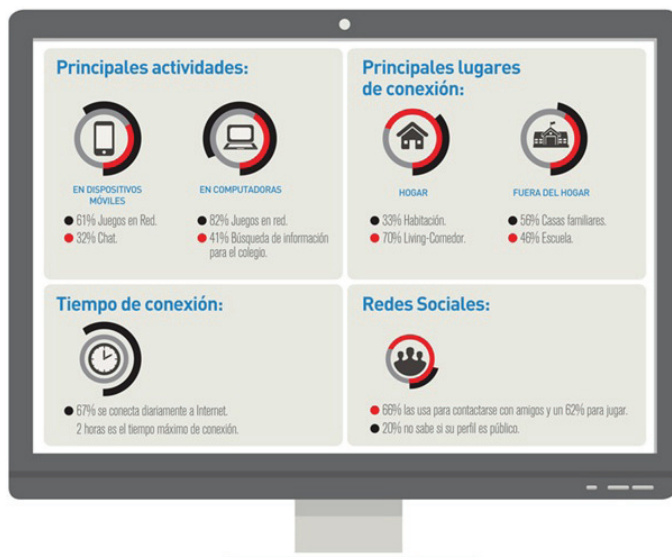 Principales actividades:
EN DISPOSITIVOS
MÓVILES
61% Juegos en Red.
32% Chat.
EN COMPUTADORAS
82% Juegos en red.
41% Búsqueda de información
para el colegio.
Principales lugares
de conexión:
HOGAR
33% Habitación.
70% Living-Comedor.
FUERA DEL HOGAR
56% Casas familiares.
46% Escuela.
Tiempo de conexión:
67% se conecta diariamente a Internet.
2 horas es el tiempo máximo de conexión.
Redes Sociales:
66% las usa para contactarse con amigos y un 62% para jugar.
20% no sabe si su perfil es público.